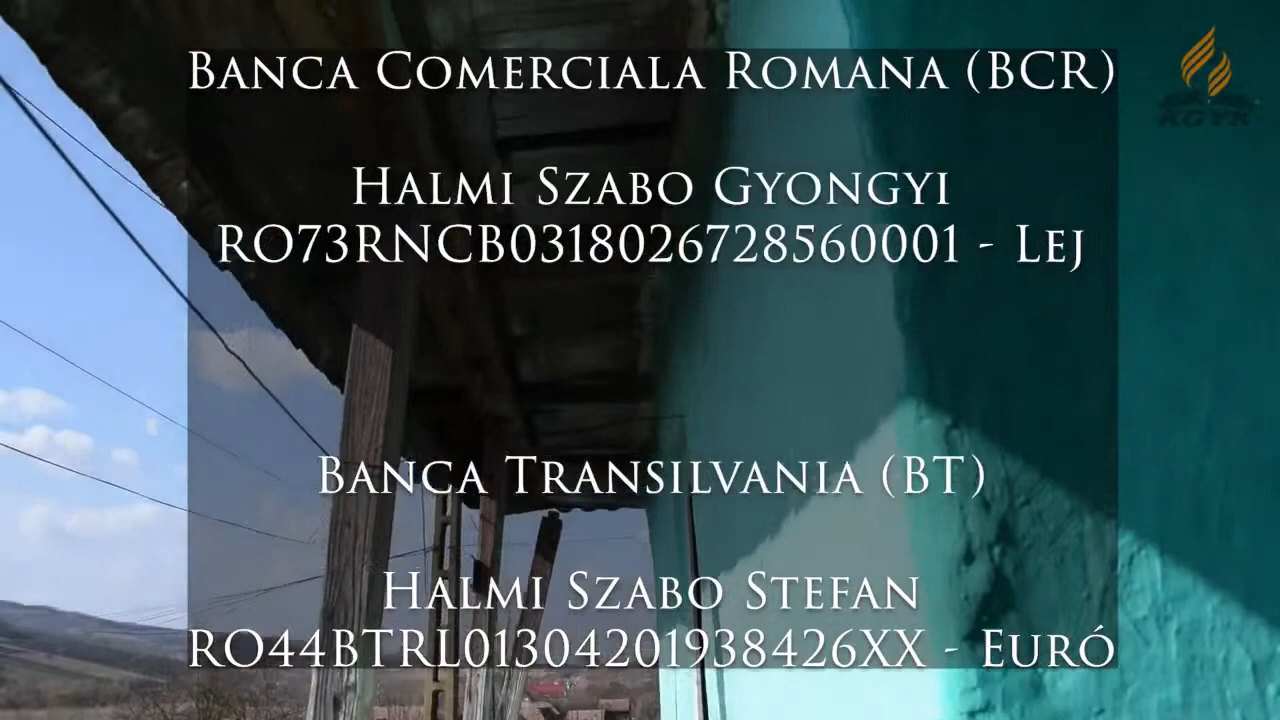 Banca Comerciala Romana (BCR)
Halmi Szabo Gyongyi
RO73RNCB0318026728560001 - Lej
Banca Transilvania (BT)
Halmi Szabo Stefan
RO44BTRL01304201938426XX - Euró